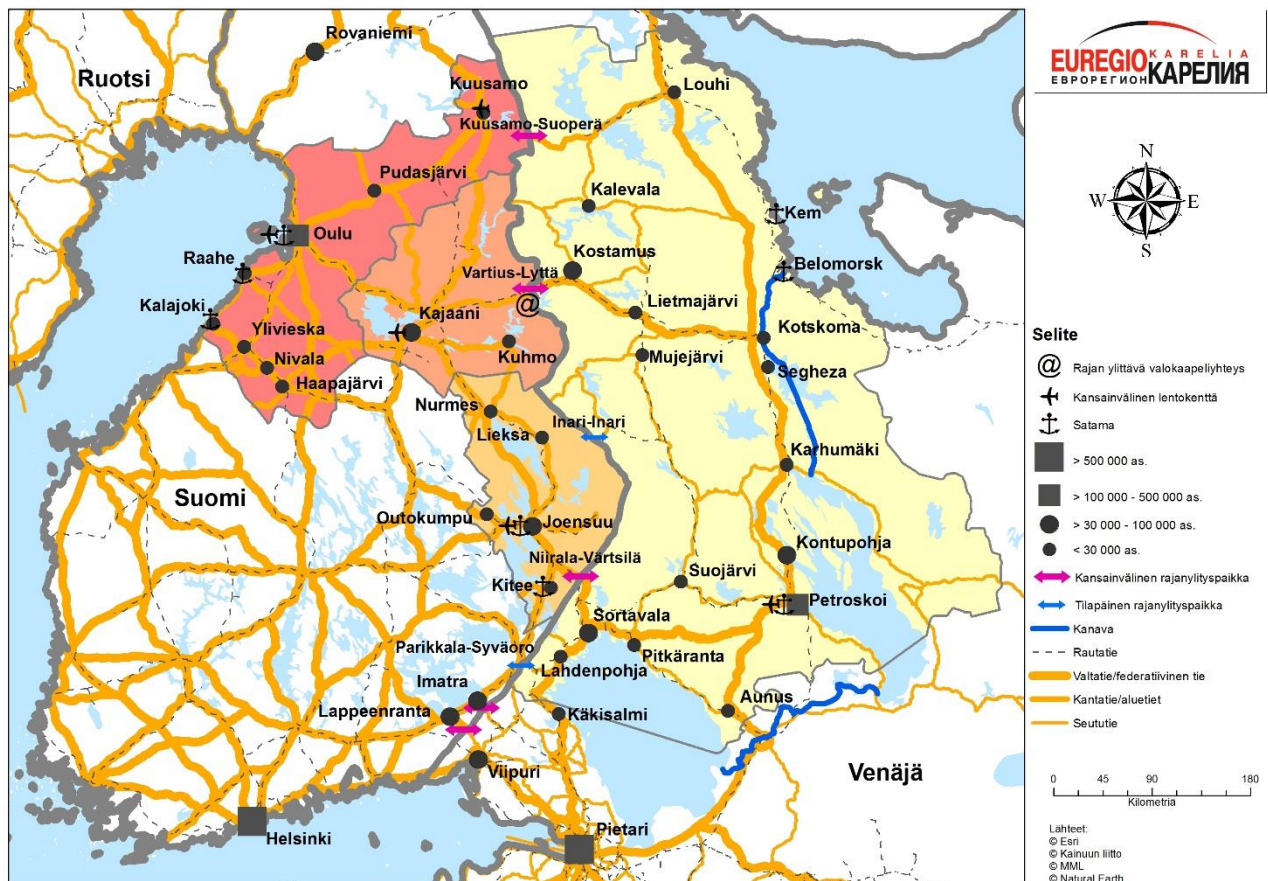 Rovaniemi
Ruotsi
Kuusamo
Louhi
Kuusamo-Suoperä
Pudasjärvi
Kalevala
Kem
Oulu
Raahe
Kostamus
Belomorsk
Vartius-Lyttä
@
Kalajoki
Lietmajärvi
Kajaani
Ylivieska
Kotskoma
Kuhmo
Mujejärvi
Nivala
Segheza
Haapajärvi
Nurmes
Lieksa
Inari-Inari
Karhumäki
Suomi
Outokumpu
Joensuu
Kontupohja
Niirala-Värtsilä
Kitee
Suojärvi
Petroskoi
Sortavala
Parikkala-Syväoro
Pitkäranta
Lahdenpohja
Imatra
Lappeenranta
Käkisalmi
Aunus
Viipuri
Venäjä
Helsinki
Pietari
EUREGIO KARELIA
ЕВРОРЕГИОН КАРЕЛИЯ
N
W E
S
Selite
@ Rajan ylittävä valokaapeliyhteys
Kansainvälinen lentokenttä
Satama
> 500 000 as.
> 100 000 - 500 000 as.
> 30 000 - 100 000 as.
< 30 000 as.
Kansainvälinen rajanylityspaikka
Tilapäinen rajanylityspaikka
Kanava
Rautatie
Valtatie/federatiivinen tie
Kantatie/aluetiet
Seututie
0 45 90 180
Kilometria
Lähteet:
© Esri
© Kainuun liitto
© MML
© Natural Earth